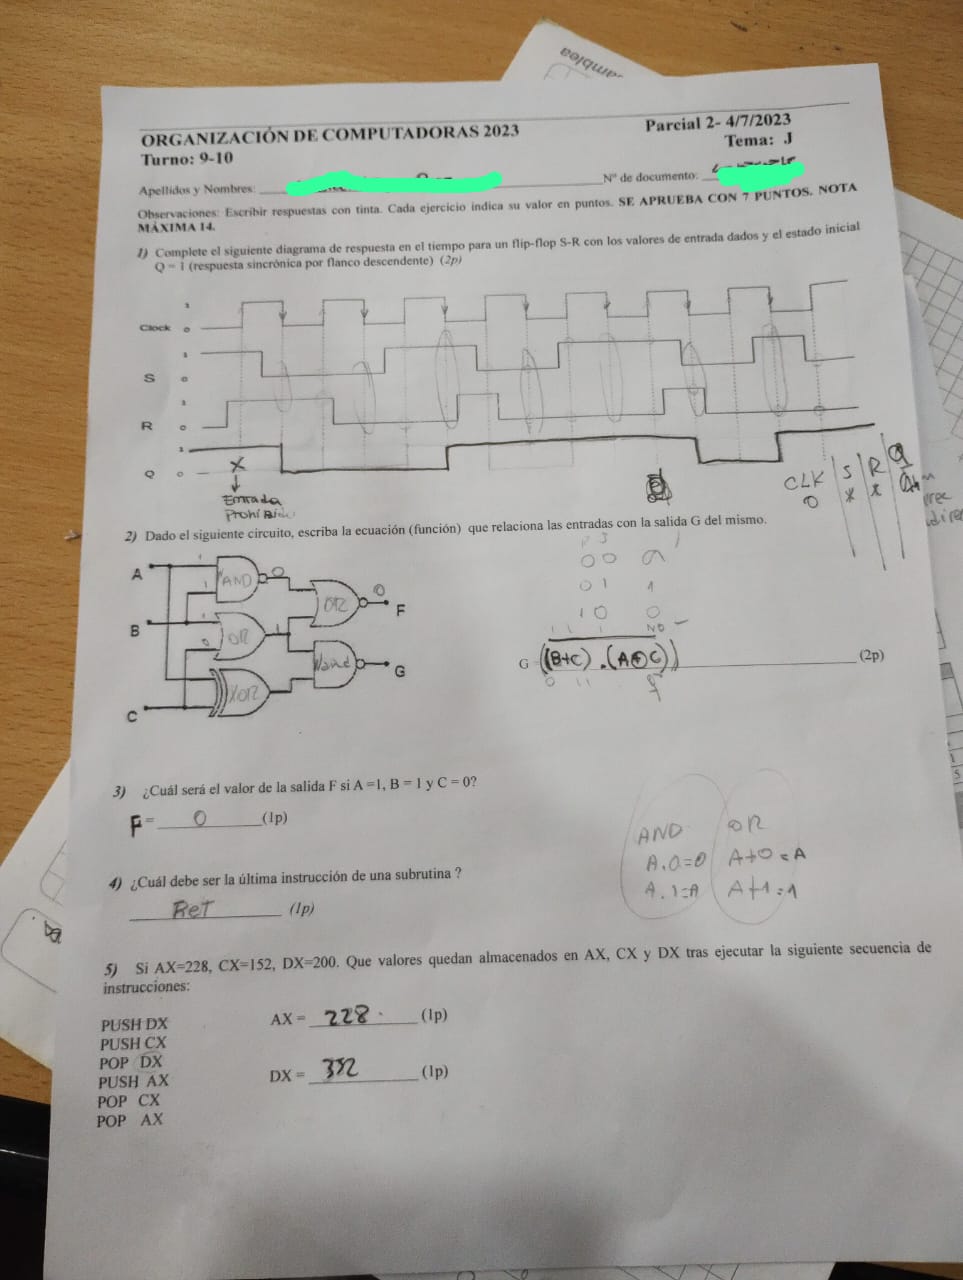 ambiea
ORGANIZACIÓN DE COMPUTADORAS 2023
Parcial 2- 4/7/2023
Turno: 9-10
Tema: J
Apellidos y Nombres:
Nº de documento:
Observaciones: Escribir respuestas con tinta. Cada ejercicio indica su valor en puntos. SE APRUEBA CON 7 PUNTOS. NOTA
MÁXIMA 14.
1) Complete el siguiente diagrama de respuesta en el tiempo para un flip-flop S-R con los valores de entrada dados y el estado inicial
Q = 1 (respuesta sincrónica por flanco descendente) (2p)
1
Clock 0
1
S 0
1
R 0
1
Q 0
X
Entrada
CLK S R Q
0 X X
2) Dado el siguiente circuito, escriba la ecuación (función) que relaciona las entradas con la salida G del mismo.
0 0
0 1 1
1 0 0
NO
A
AND 0
OR 0 F
B
OR
Nand G
XOR
C
G = ((B+C) . (A⊕C)) (2p)
0 1 1
3) ¿Cuál será el valor de la salida F si A =1, B = 1 y C = 0?
F = 0 (1p)
AND OR
A.0=0 A+0=A
A.1=A A+1=1
4) ¿Cuál debe ser la última instrucción de una subrutina ?
RET (1p)
5) Si AX=228, CX=152, DX=200. Que valores quedan almacenados en AX, CX y DX tras ejecutar la siguiente secuencia de
instrucciones:
PUSH DX
PUSH CX
POP DX
PUSH AX
POP CX
POP AX
AX = 228 (1p)
DX = 352 (1p)